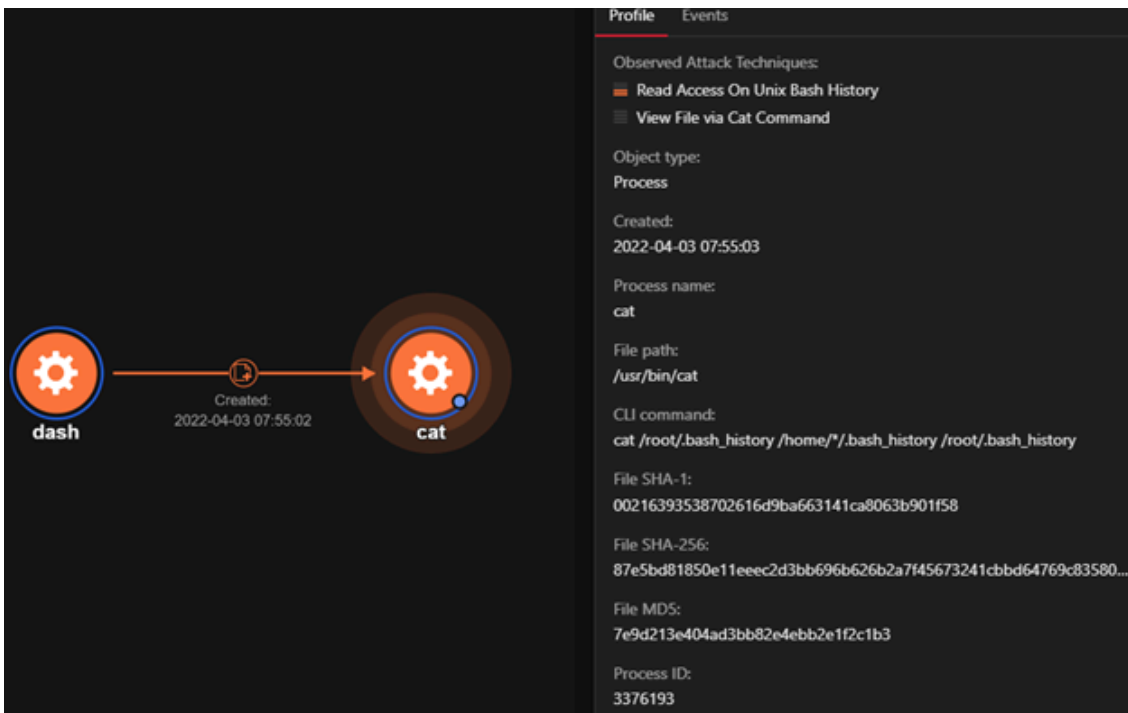 Profile Events
Observed Attack Techniques:
Read Access On Unix Bash History
View File via Cat Command
Object type:
Process
Created:
2022-04-03 07:55:03
Process name:
cat
File path:
/usr/bin/cat
CLI command:
cat /root/.bash_history /home/*/.bash_history /root/.bash_history
File SHA-1:
00216393538702616d9ba663141ca8063b901f58
File SHA-256:
87e5bd81850e11eeec2d3bb696b626b2a7f45673241cbbd64769c83580...
File MD5:
7e9d213e404ad3bb82e4ebb2e1f2c1b3
Process ID:
3376193
Created:
2022-04-03 07:55:02
dash
cat